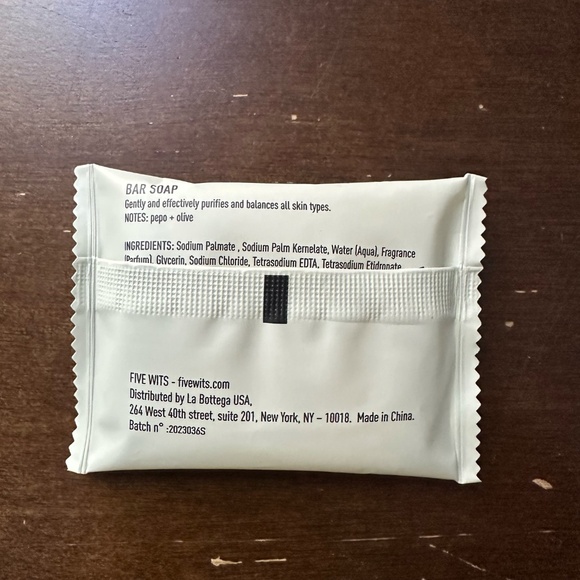 BAR SOAP
Gently and effectively purifies and balances all skin types.
NOTES: pepo + olive
INGREDIENTS: Sodium Palmate , Sodium Palm Kernelate, Water (Aqua), Fragrance
(Parfum), Glycerin, Sodium Chloride, Tetrasodium EDTA, Tetrasodium Etidronate
FIVE WITS - fivewits.com
Distributed by La Bottega USA,
264 West 40th street, suite 201, New York, NY – 10018. Made in China.
Batch n° :2023036S